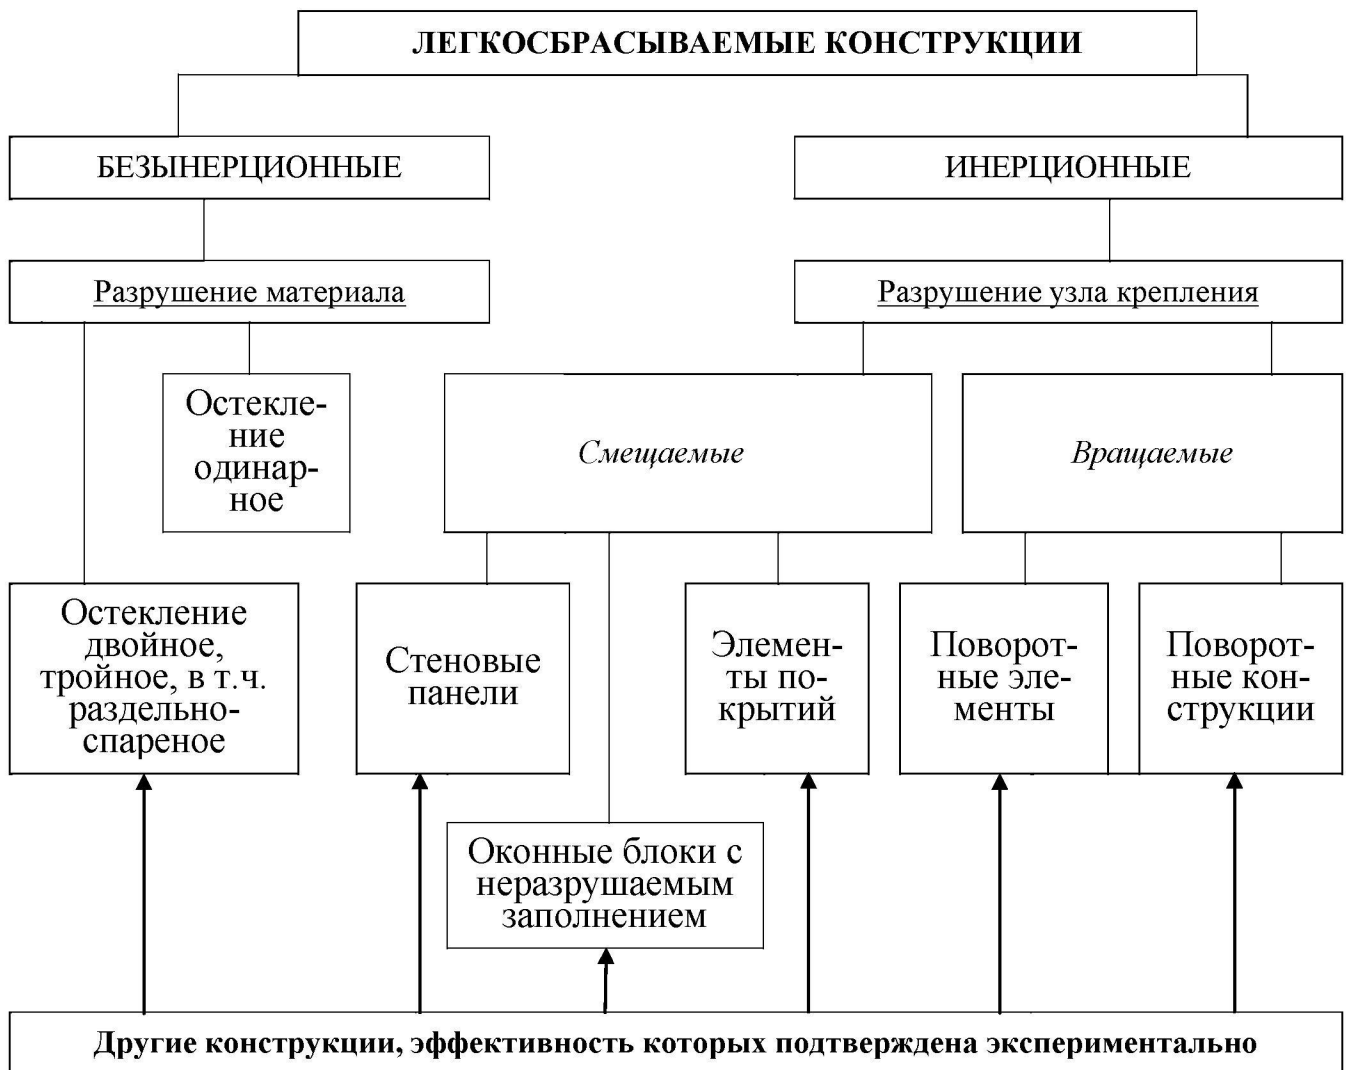 ЛЕГКОСБРАСЫВАЕМЫЕ КОНСТРУКЦИИ
БЕЗЫНЕРЦИОННЫЕ
ИНЕРЦИОННЫЕ
Разрушение материала
Разрушение узла крепления
Остекле-
ние
одинар-
ное
Смещаемые
Вращаемые
Остекление
двойное,
тройное, в т.ч.
раздельно-
спареное
Стеновые
панели
Элемен-
ты по-
крытий
Поворот-
ные эле-
менты
Поворот-
ные кон-
струкции
Оконные блоки с
неразрушаемым
заполнением
Другие конструкции, эффективность которых подтверждена экспериментально